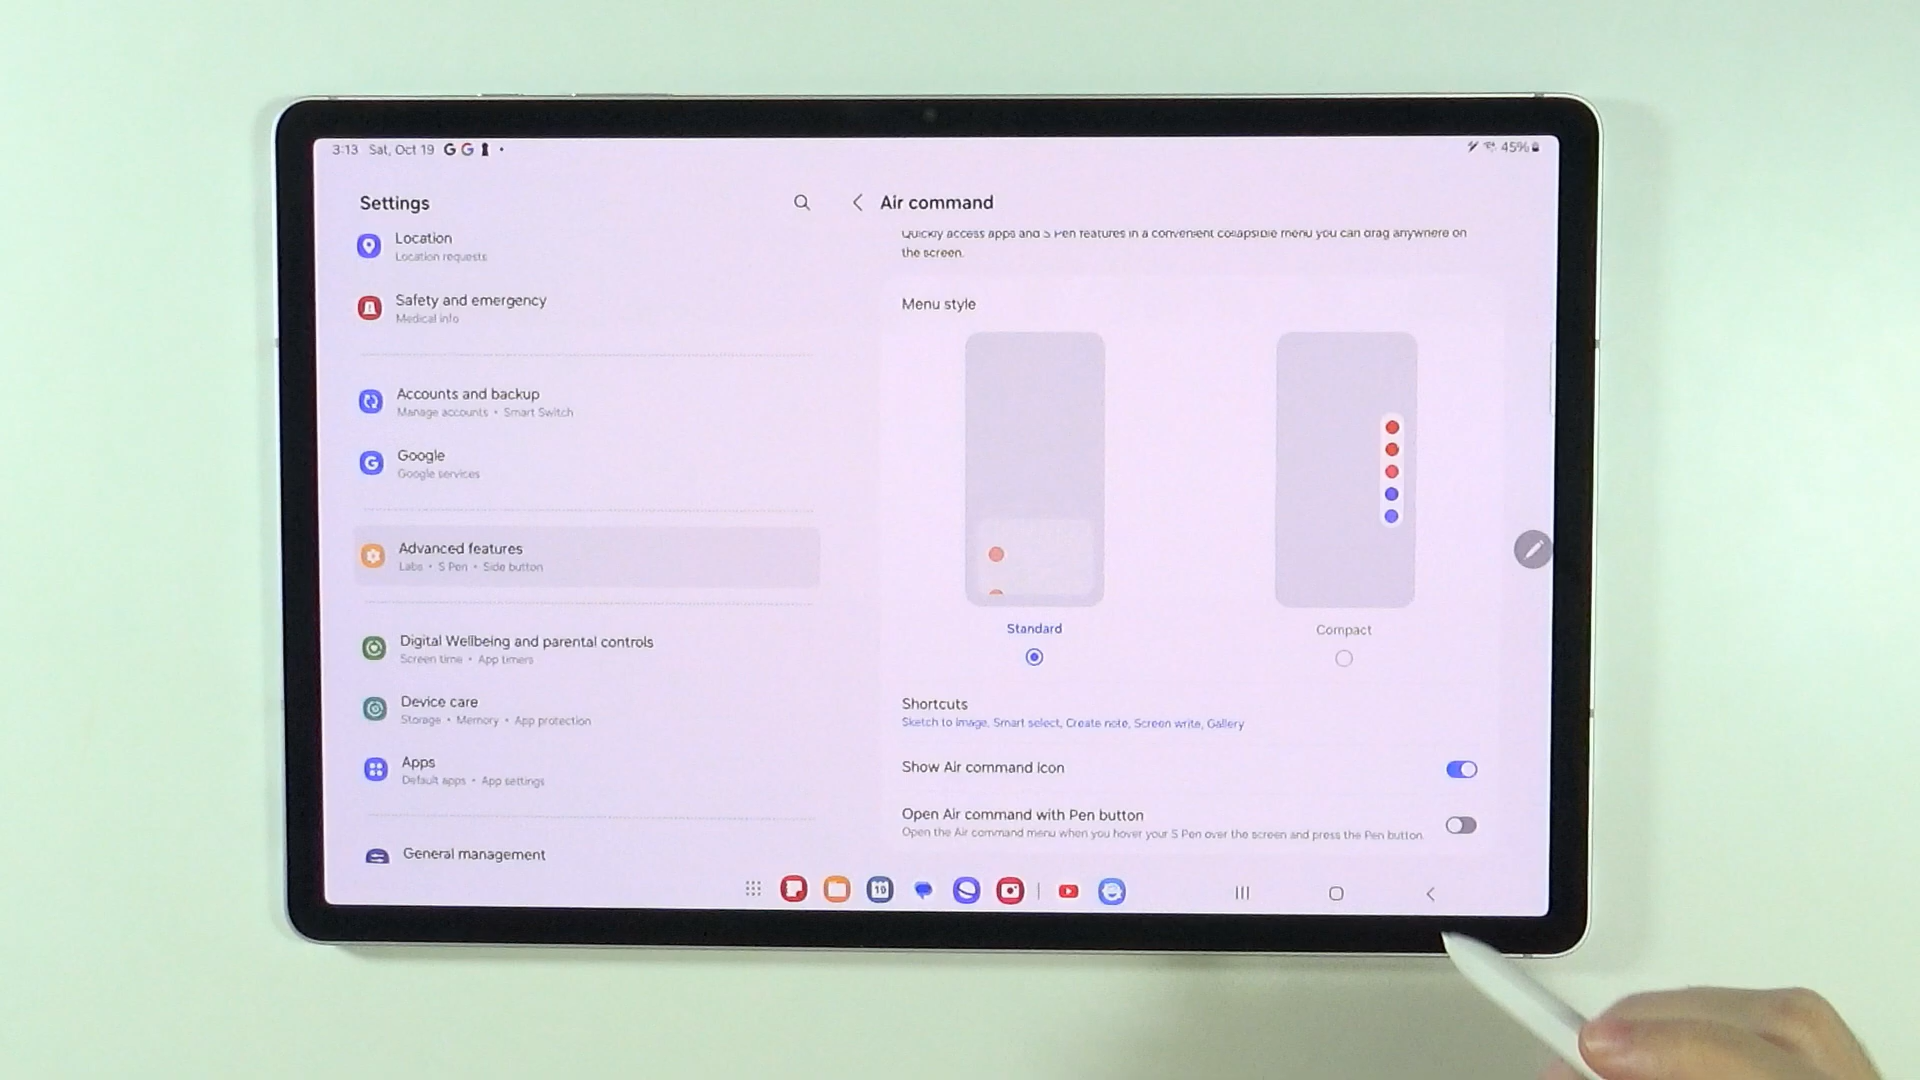 3:13 Sat, Oct 19
45%
Settings
Location
Location requests
Safety and emergency
Medical info
Accounts and backup
Manage accounts • Smart Switch
Google
Google services
Advanced features
Labs • S Pen • Side button
Digital Wellbeing and parental controls
Screen time • App timers
Device care
Storage • Memory • App protection
Apps
Default apps • App settings
General management
Air command
Quickly access apps and S Pen features in a convenient collapsible menu you can drag anywhere on
the screen.
Menu style
Standard
Compact
Shortcuts
Sketch to image, Smart select, Create note, Screen write, Gallery
Show Air command icon
Open Air command with Pen button
Open the Air command menu when you hover your S Pen over the screen and press the Pen button.